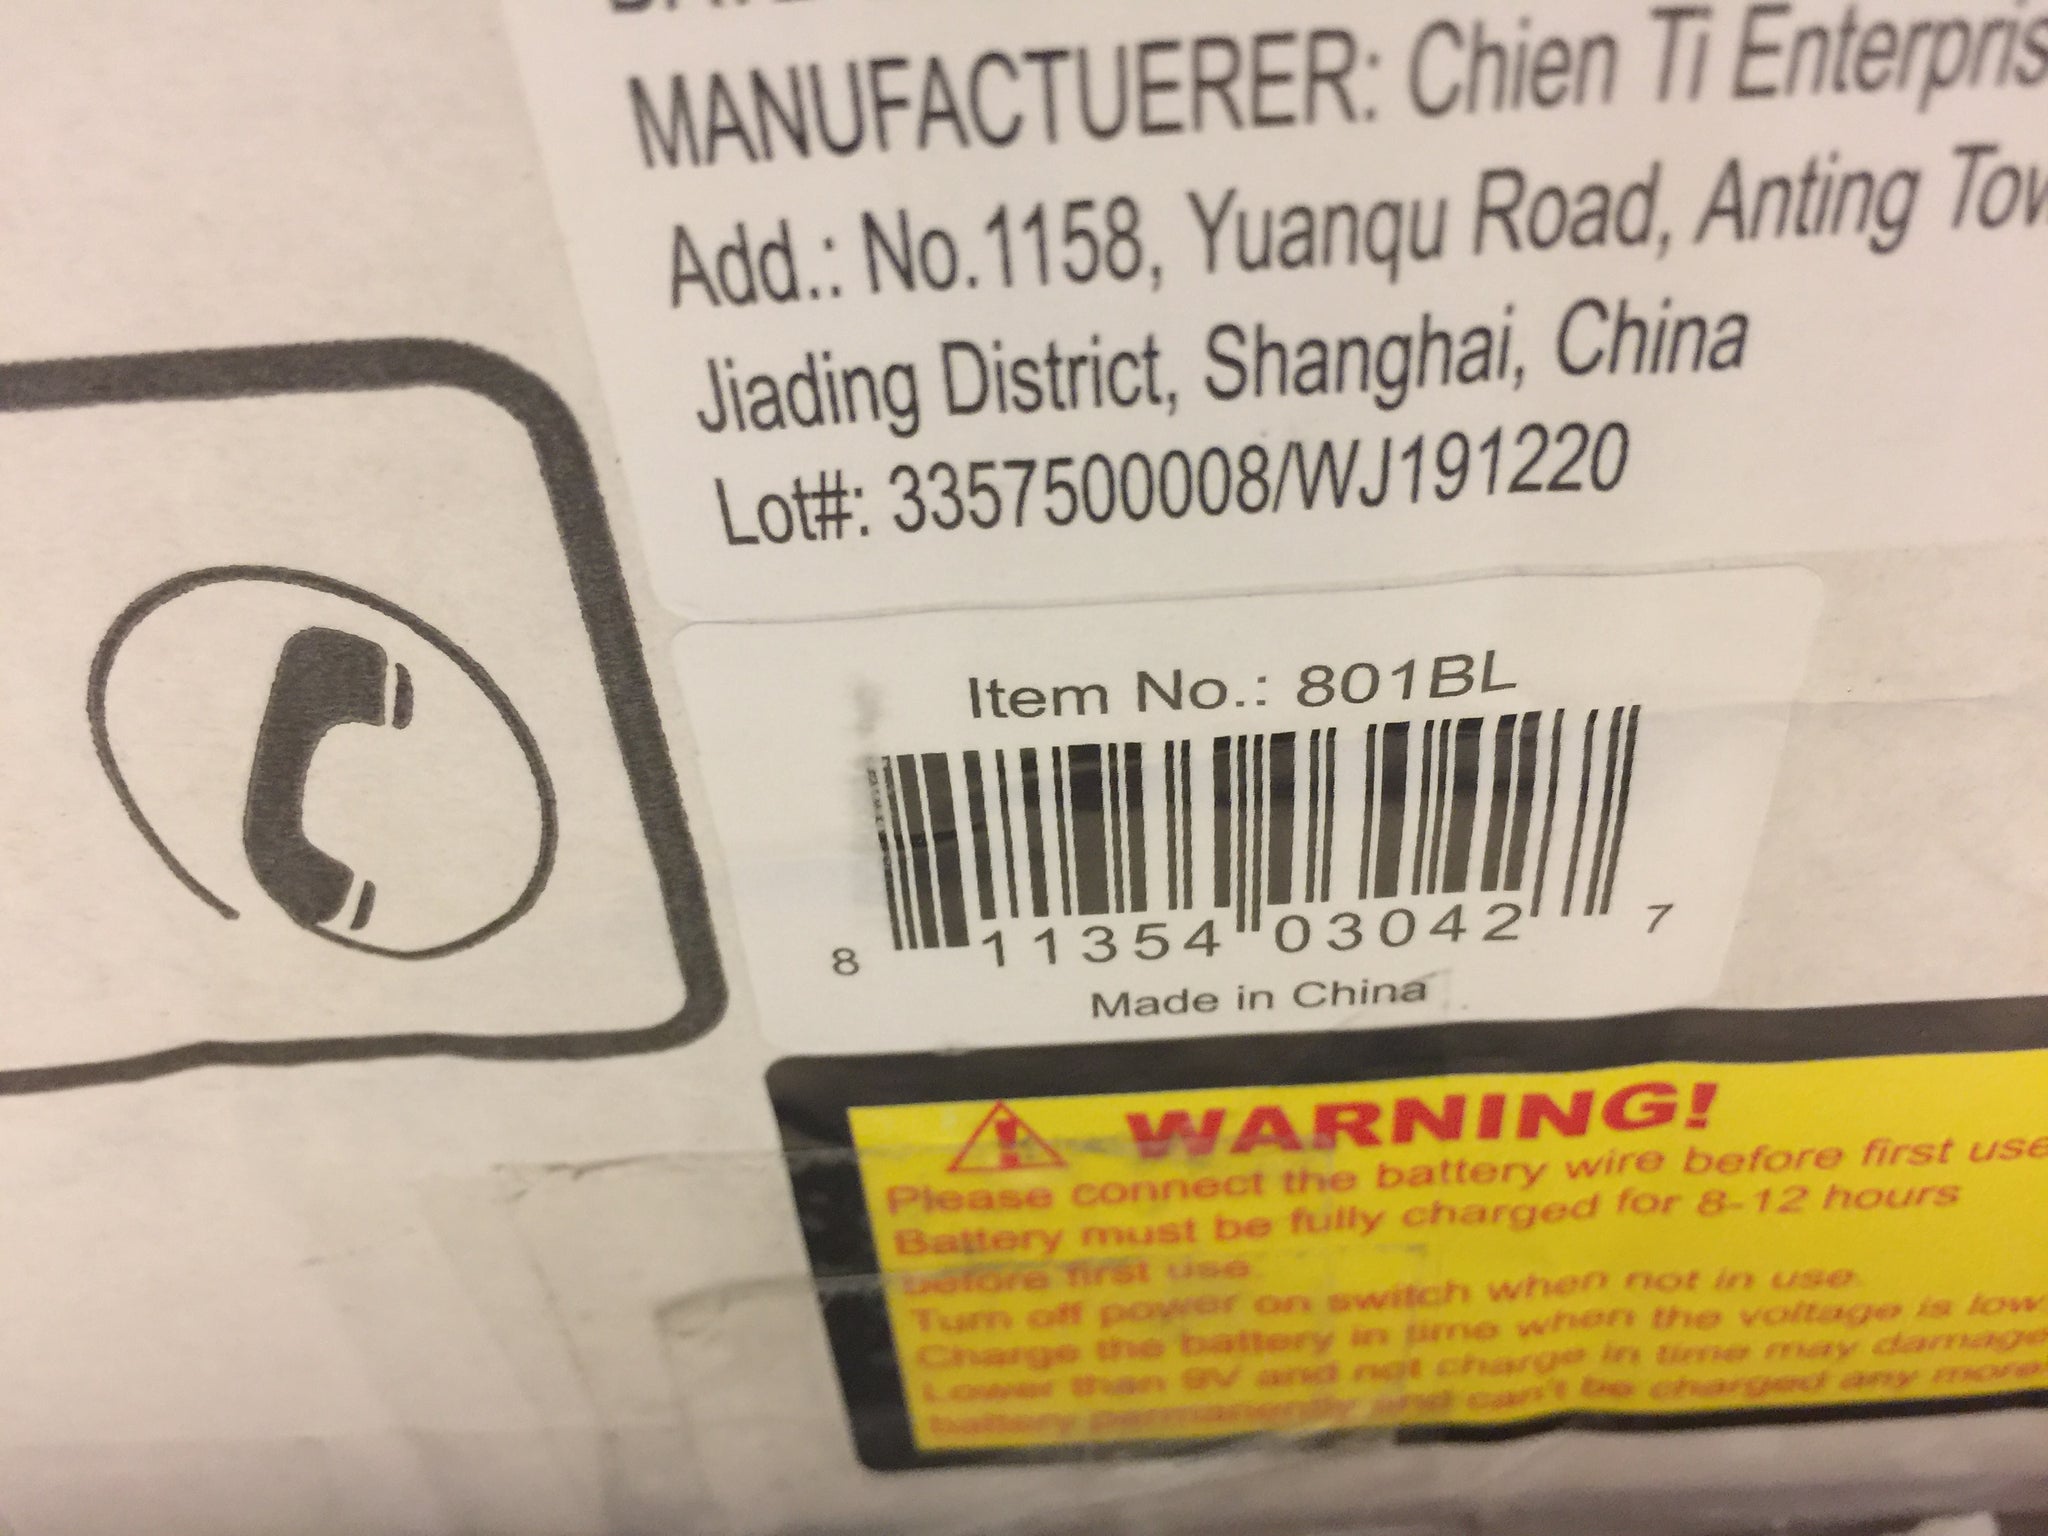 MANUFACTUERER: Chien Ti Enterpris
Add.: No.1158, Yuanqu Road, Anting Tow
Jiading District, Shanghai, China
Lot#: 3357500008/WJ191220
Item No.: 801BL
8 11354 03042 7
Made in China
WARNING!
Please connect the battery wire before first use
Battery must be fully charged for 8-12 hours
before first use.
Turn off power on switch when not in use.
Charge the battery in time when the voltage is low
Lower than 9V and not charge in time may damage
battery permanently and can't be charged any more